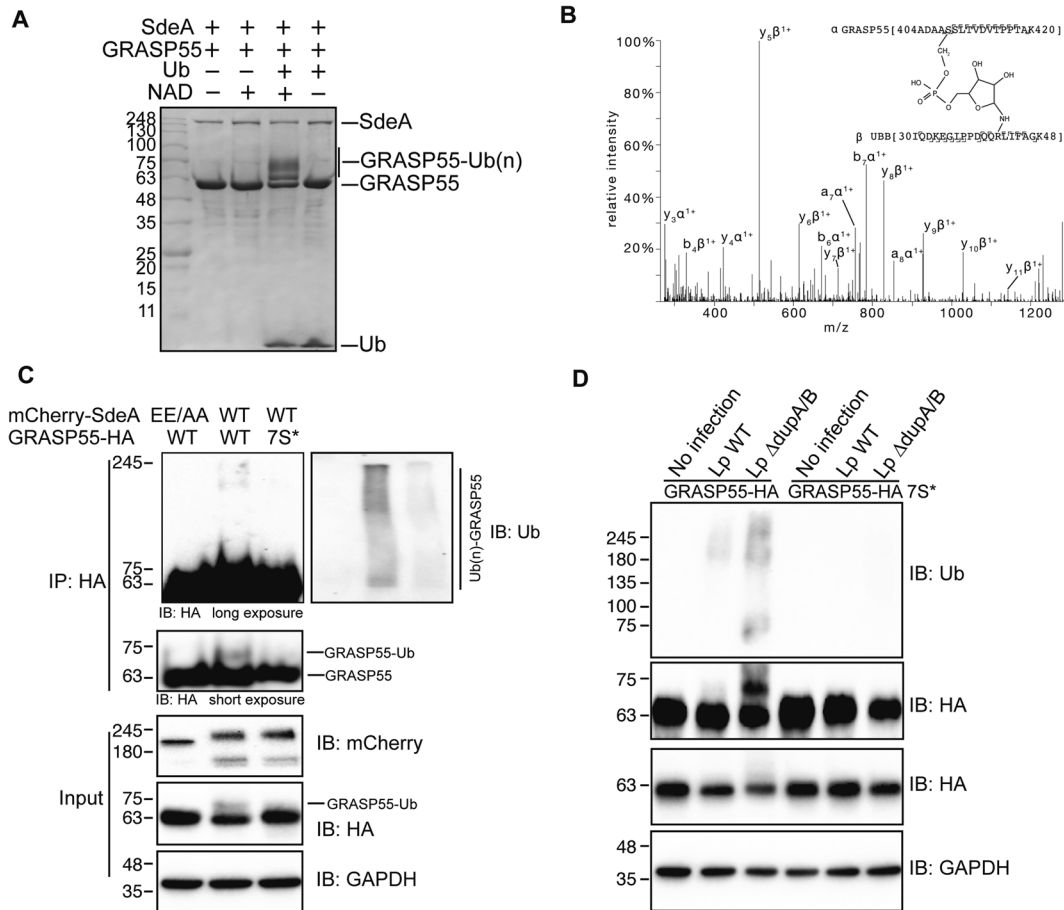 A
SdeA + + + +
GRASP55 + + + +
Ub − − + +
NAD − + + −
248
130
100
75
63
48
35
25
20
15
11
SdeA
GRASP55-Ub(n)
GRASP55
Ub
B
relative intensity
100%
80%
60%
40%
20%
400 600 800 1000 1200
m/z
y3α1+
b4β1+
y4α1+
y5β1+
y6β1+
b6α1+
y7β1+
a7α1+
b7α1+
y8β1+
a8α1+
y9β1+
y10β1+
y11β1+
α GRASP55[404ADAASSLTVDVTPPTAK420]
CH2
O
HO
P
O
O
O
OH
OH
NH
β UBB[30IQDKEGIPPDQQRLIFAGK48]
C
mCherry-SdeA EE/AA WT WT
GRASP55-HA WT WT 7S*
IP: HA
245
75
63
IB: HA long exposure
Ub(n)-GRASP55
IB: Ub
75
63
GRASP55-Ub
GRASP55
IB: HA short exposure
Input
245
180
IB: mCherry
75
63
GRASP55-Ub
IB: HA
48
35
IB: GAPDH
D
No infection
Lp WT
Lp ΔdupA/B
No infection
Lp WT
Lp ΔdupA/B
GRASP55-HA GRASP55-HA 7S*
245
180
135
100
75
IB: Ub
75
63
IB: HA
63
IB: HA
48
35
IB: GAPDH